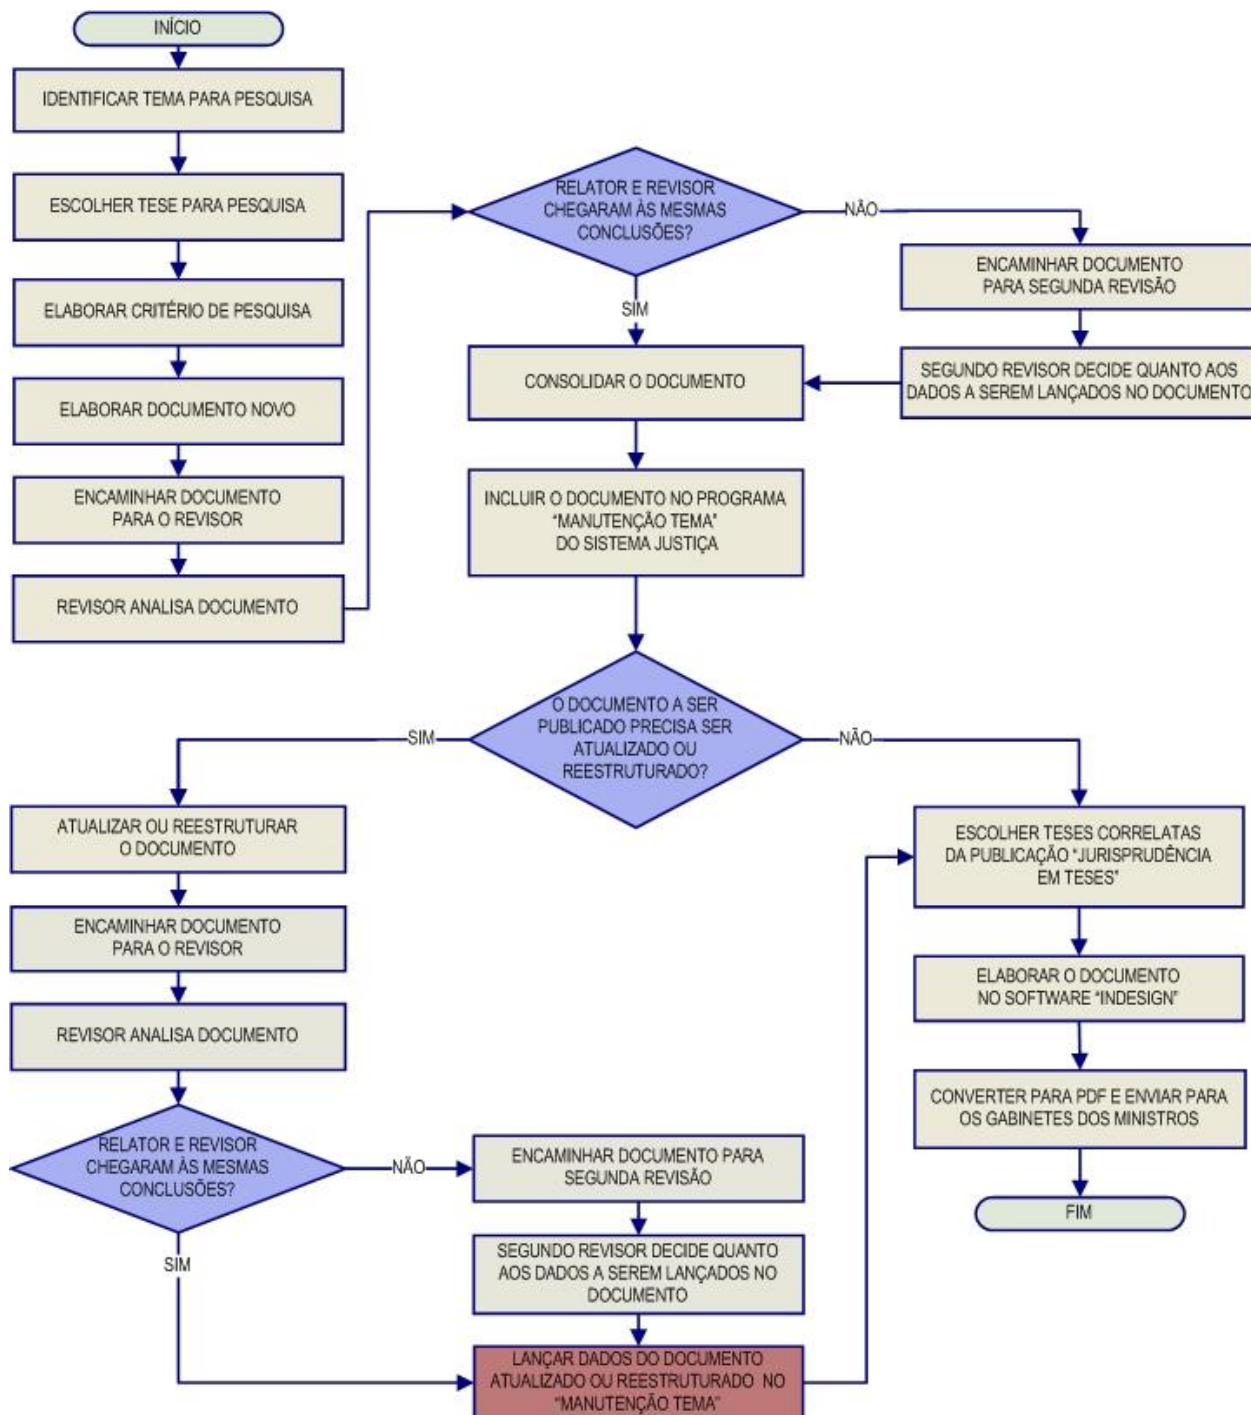 INÍCIO
IDENTIFICAR TEMA PARA PESQUISA
ESCOLHER TESE PARA PESQUISA
ELABORAR CRITÉRIO DE PESQUISA
ELABORAR DOCUMENTO NOVO
ENCAMINHAR DOCUMENTO
PARA O REVISOR
REVISOR ANALISA DOCUMENTO
RELATOR E REVISOR
CHEGARAM ÀS MESMAS
CONCLUSÕES?
NÃO
ENCAMINHAR DOCUMENTO
PARA SEGUNDA REVISÃO
SEGUNDO REVISOR DECIDE QUANTO AOS
DADOS A SEREM LANÇADOS NO DOCUMENTO
SIM
CONSOLIDAR O DOCUMENTO
INCLUIR O DOCUMENTO NO PROGRAMA
“MANUTENÇÃO TEMA”
DO SISTEMA JUSTIÇA
O DOCUMENTO A SER
PUBLICADO PRECISA SER
ATUALIZADO OU
REESTRUTURADO?
SIM
NÃO
ATUALIZAR OU REESTRUTURAR
O DOCUMENTO
ENCAMINHAR DOCUMENTO
PARA O REVISOR
REVISOR ANALISA DOCUMENTO
RELATOR E REVISOR
CHEGARAM ÀS MESMAS
CONCLUSÕES?
NÃO
ENCAMINHAR DOCUMENTO PARA
SEGUNDA REVISÃO
SEGUNDO REVISOR DECIDE QUANTO
AOS DADOS A SEREM LANÇADOS NO
DOCUMENTO
SIM
LANÇAR DADOS DO DOCUMENTO
ATUALIZADO OU REESTRUTURADO NO
“MANUTENÇÃO TEMA”
ESCOLHER TESES CORRELATAS
DA PUBLICAÇÃO “JURISPRUDÊNCIA
EM TESES”
ELABORAR O DOCUMENTO
NO SOFTWARE “INDESIGN”
CONVERTER PARA PDF E ENVIAR PARA
OS GABINETES DOS MINISTROS
FIM